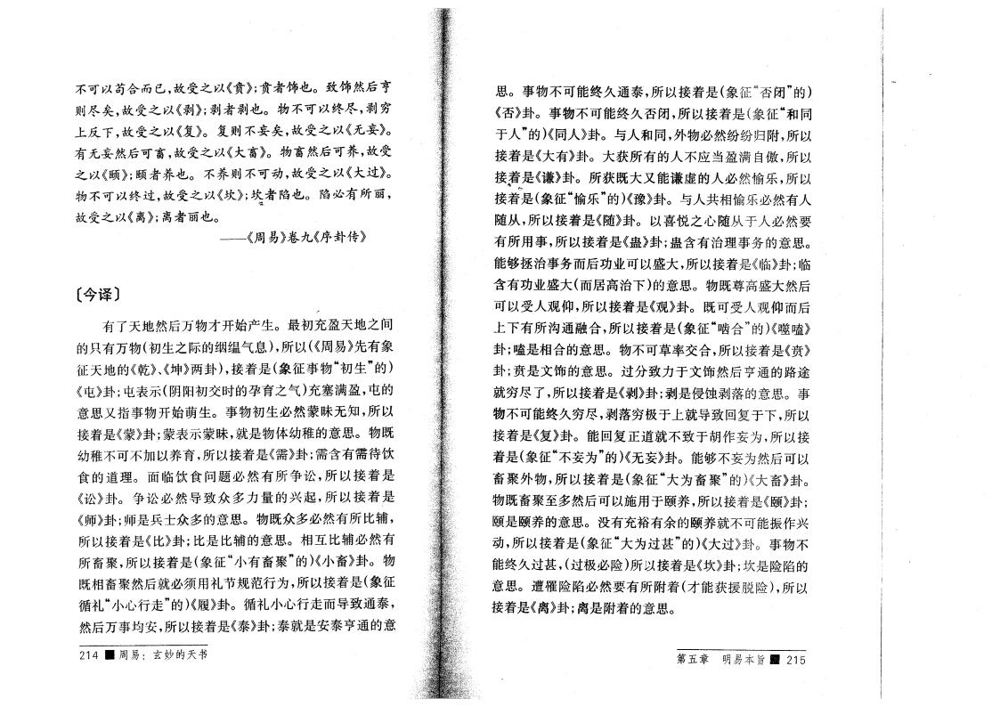 不可以苟合而已,故受之以《贲》;贲者饰也。致饰然后亨
则尽矣,故受之以《剥》;剥者剥也。物不可以终尽,剥穷
上反下,故受之以《复》。复则不妄矣,故受之以《无妄》。
有无妄然后可畜,故受之以《大畜》。物畜然后可养,故受
之以《颐》;颐者养也。不养则不可动,故受之以《大过》。
物不可以终过,故受之以《坎》;坎者陷也。陷必有所丽,
故受之以《离》;离者丽也。
——《周易》卷九《序卦传》
〔今译〕
有了天地然后万物才开始产生。最初充盈天地之间
的只有万物(初生之际的絪缊气息),所以(《周易》先有象
征天地的《乾》、《坤》两卦),接着是(象征事物“初生”的)
《屯》卦;屯表示(阴阳初交时的孕育之气)充塞满盈,屯的
意思又指事物开始萌生。事物初生必然蒙昧无知,所以
接着是《蒙》卦;蒙表示蒙昧,就是物体幼稚的意思。物既
幼稚不可不加以养育,所以接着是《需》卦;需含有需待饮
食的道理。面临饮食问题必然有所争讼,所以接着是
《讼》卦。争讼必然导致众多力量的兴起,所以接着是
《师》卦;师是兵士众多的意思。物既众多必然有所比辅,
所以接着是《比》卦;比是比辅的意思。相互比辅必然有
所畜聚,所以接着是(象征“小有畜聚”的)《小畜》卦。物
既相畜聚然后就必须用礼节规范行为,所以接着是(象征
循礼“小心行走”的)《履》卦。循礼小心行走而导致通泰,
然后万事均安,所以接着是《泰》卦;泰就是安泰亨通的意
214 ■ 周易:玄妙的天书
思。事物不可能终久通泰,所以接着是(象征“否闭”的)
《否》卦。事物不可能终久否闭,所以接着是(象征“和同
于人”的)《同人》卦。与人和同,外物必然纷纷归附,所以
接着是《大有》卦。大获所有的人不应当盈满自傲,所以
接着是《谦》卦。所获既大又能谦虚的人必然愉乐,所以
接着是(象征“愉乐”的)《豫》卦。与人共相愉乐必然有人
随从,所以接着是《随》卦。以喜悦之心随从于人必然要
有所用事,所以接着是《蛊》卦;蛊含有治理事务的意思。
能够拯治事务而后功业可以盛大,所以接着是《临》卦;临
含有功业盛大(而居高治下)的意思。物既尊高盛大然后
可以受人观仰,所以接着是《观》卦。既可受人观仰而后
上下有所沟通融合,所以接着是(象征“啮合”的)《噬嗑》
卦;嗑是相合的意思。物不可草率交合,所以接着是《贲》
卦;贲是文饰的意思。过分致力于文饰然后亨通的路途
就穷尽了,所以接着是《剥》卦;剥是侵蚀剥落的意思。事
物不可能终久穷尽,剥落穷极于上就导致回复于下,所以
接着是《复》卦。能回复正道就不致于胡作妄为,所以接
着是(象征“不妄为”的)《无妄》卦。能够不妄为然后可以
畜聚外物,所以接着是(象征“大为畜聚”的)《大畜》卦。
物既畜聚至多然后可以施用于颐养,所以接着是《颐》卦;
颐是颐养的意思。没有充裕有余的颐养就不可能振作兴
动,所以接着是(象征“大为过甚”的)《大过》卦。事物不
能终久过甚,(过极必险)所以接着是《坎》卦;坎是险陷的
意思。遭罹险陷必然要有所附着(才能获援脱险),所以
接着是《离》卦;离是附着的意思。
第五章 明易本旨 ■ 215